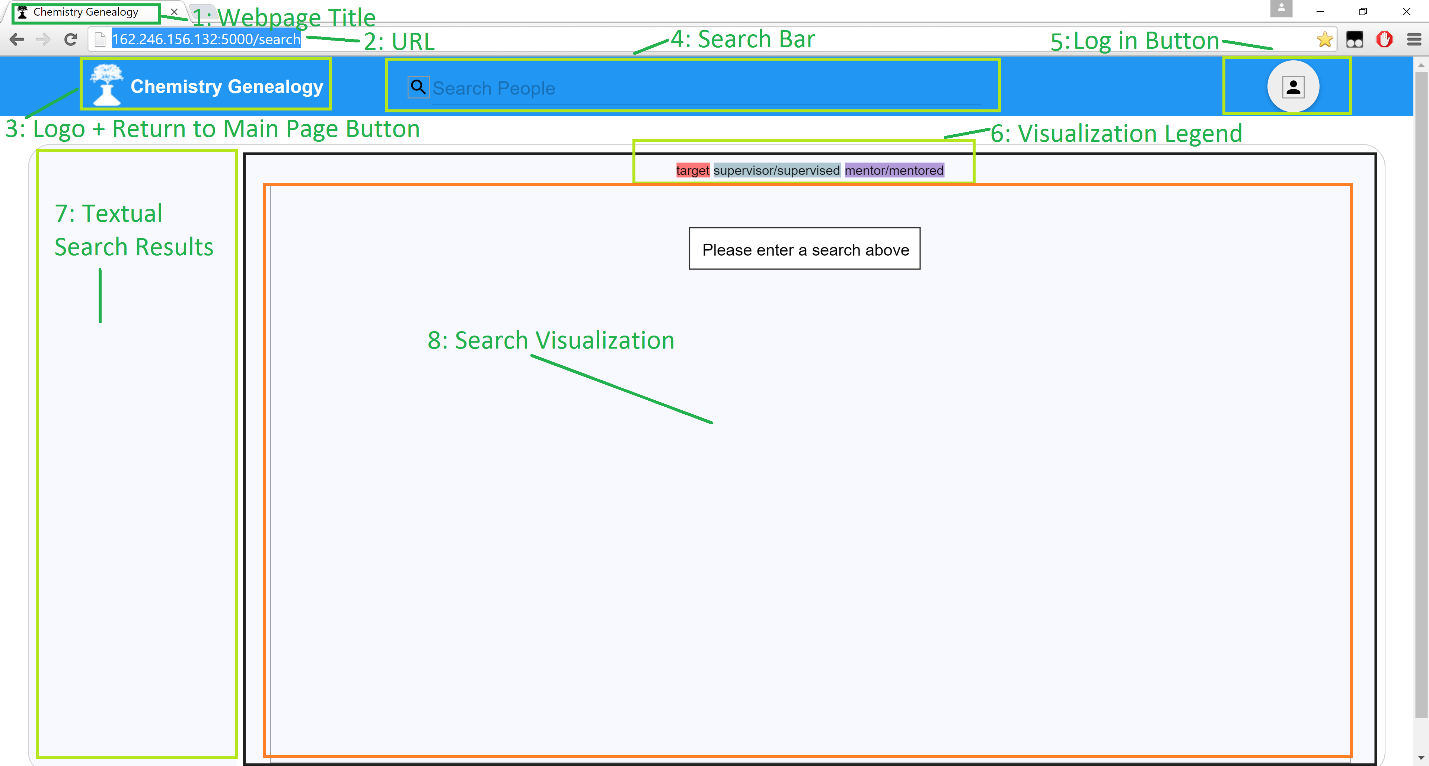 Chemistry Genealogy
1: Webpage Title
162.246.156.132:5000/search
2: URL
4: Search Bar
5:Log in Button
Chemistry Genealogy
Search People
3: Logo + Return to Main Page Button
6: Visualization Legend
target supervisor/supervised mentor/mentored
7: Textual
Search Results
Please enter a search above
8: Search Visualization